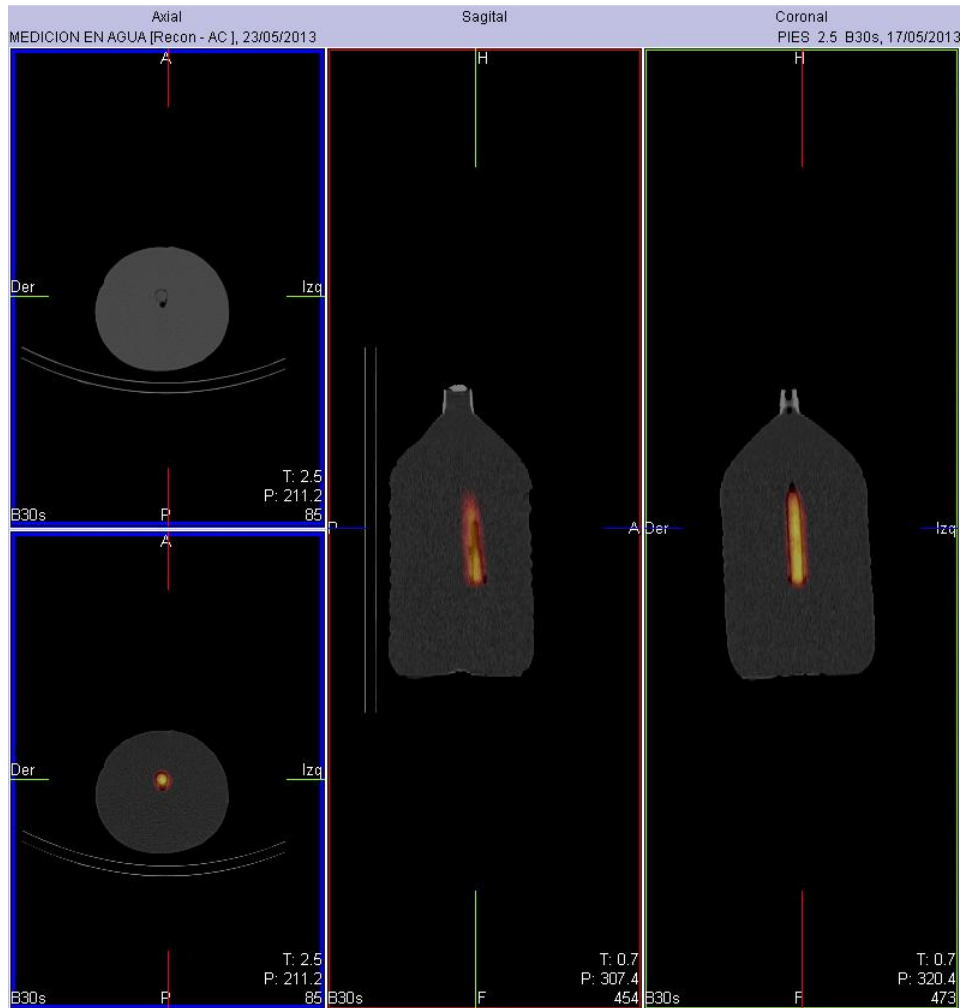 Axial Sagital Coronal
MEDICION EN AGUA [Recon - AC ], 23/05/2013 PIES 2.5 B30s, 17/05/2013
A
Der Izq
T: 2.5
P: 211.2
B30s P 85
A
Der Izq
T: 2.5
P: 211.2
B30s P 85
H
P A
T: 0.7
P: 307.4
B30s F 454
H
Der Izq
T: 0.7
P: 320.4
B30s F 473